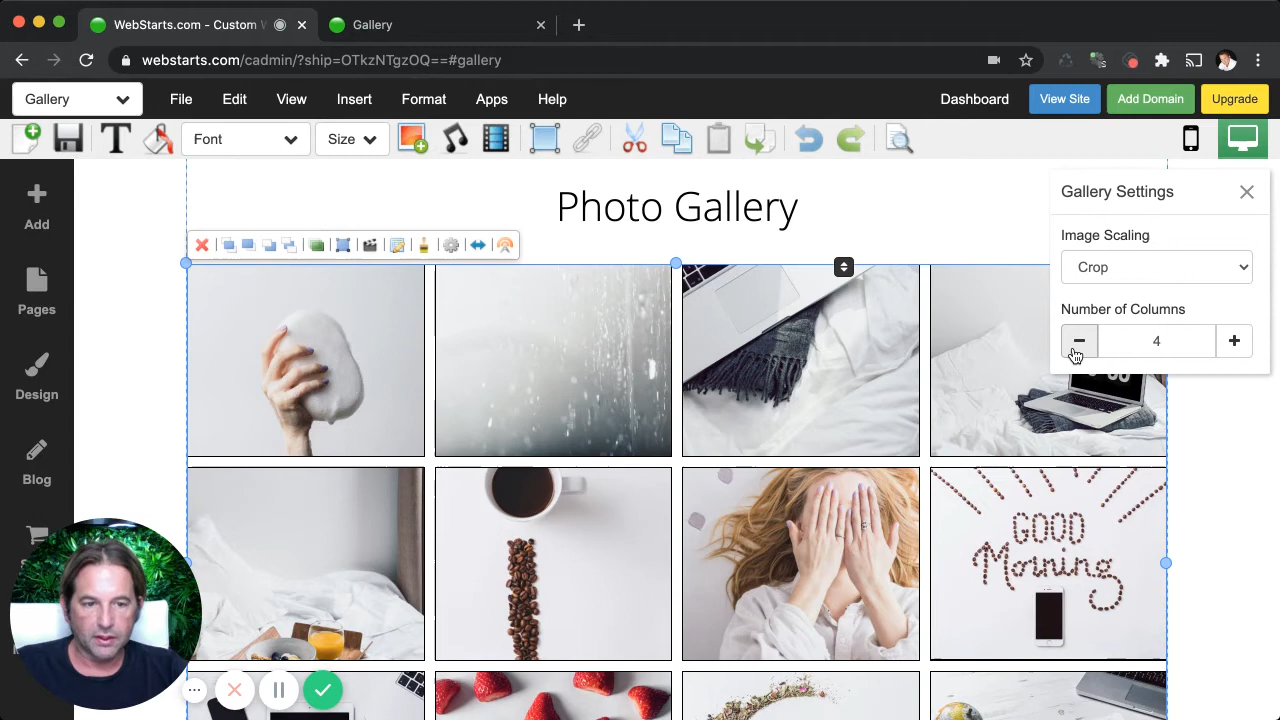 WebStarts.com - Custom W
Gallery
webstarts.com/cadmin/?ship=OTkzNTgzOQ==#gallery
Gallery File Edit View Insert Format Apps Help Dashboard View Site Add Domain Upgrade
Font Size
Add
Pages
Design
Blog
Photo Gallery
Gallery Settings
Image Scaling
Crop
Number of Columns
4
GOOD
Morning